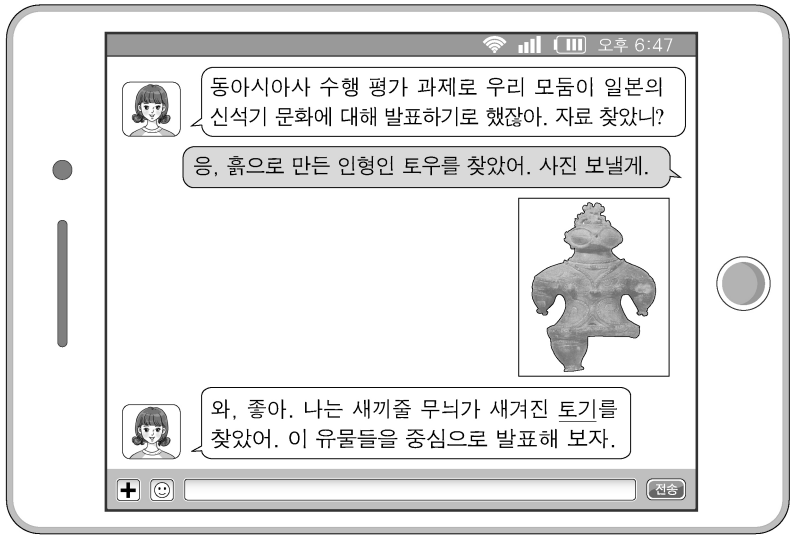 오후 6:47
동아시아사 수행 평가 과제로 우리 모둠이 일본의
신석기 문화에 대해 발표하기로 했잖아. 자료 찾았니?
응, 흙으로 만든 인형인 토우를 찾았어. 사진 보낼게.
와, 좋아. 나는 새끼줄 무늬가 새겨진 토기를
찾았어. 이 유물들을 중심으로 발표해 보자.
전송